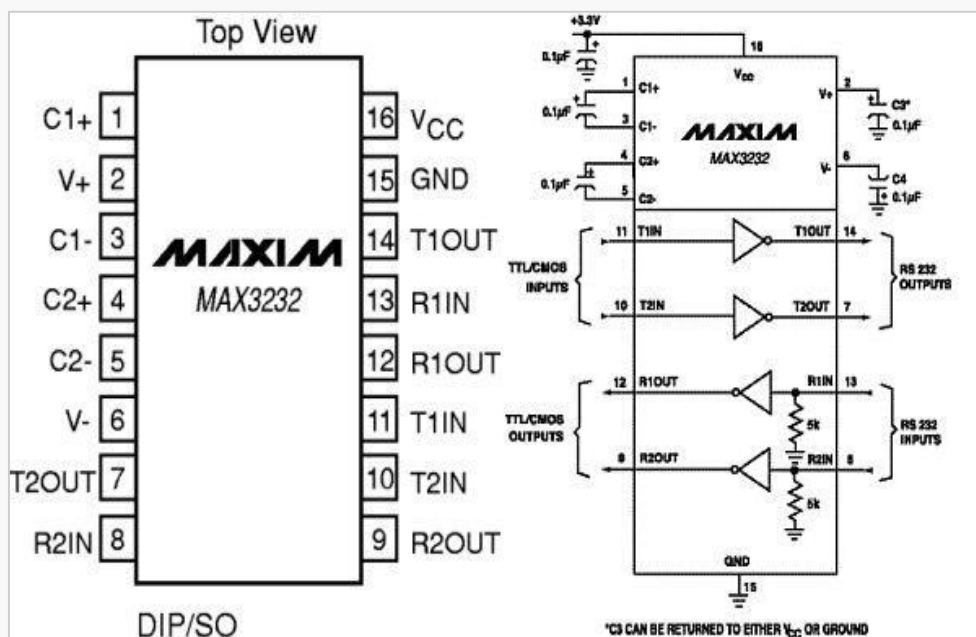 Top View
C1+ 1
V+ 2
C1- 3
C2+ 4
C2- 5
V- 6
T2OUT 7
R2IN 8
16 VCC
15 GND
14 T1OUT
13 R1IN
12 R1OUT
11 T1IN
10 T2IN
9 R2OUT
MAXIM
MAX3232
DIP/SO
+3.3V
0.1µF
+
16
VCC
1 C1+
+
0.1µF
3 C1-
4 C2+
+
0.1µF
5 C2-
MAXIM
MAX3232
2
V+
+
C3*
0.1µF
6
V-
C4
+ 0.1µF
TTL/CMOS
INPUTS
11 T1IN T1OUT 14
10 T2IN T2OUT 7
RS 232
OUTPUTS
TTL/CMOS
OUTPUTS
12 R1OUT R1IN 13
5k
R2OUT R2IN
5k
RS 232
INPUTS
GND
15
*C3 CAN BE RETURNED TO EITHER VCC OR GROUND